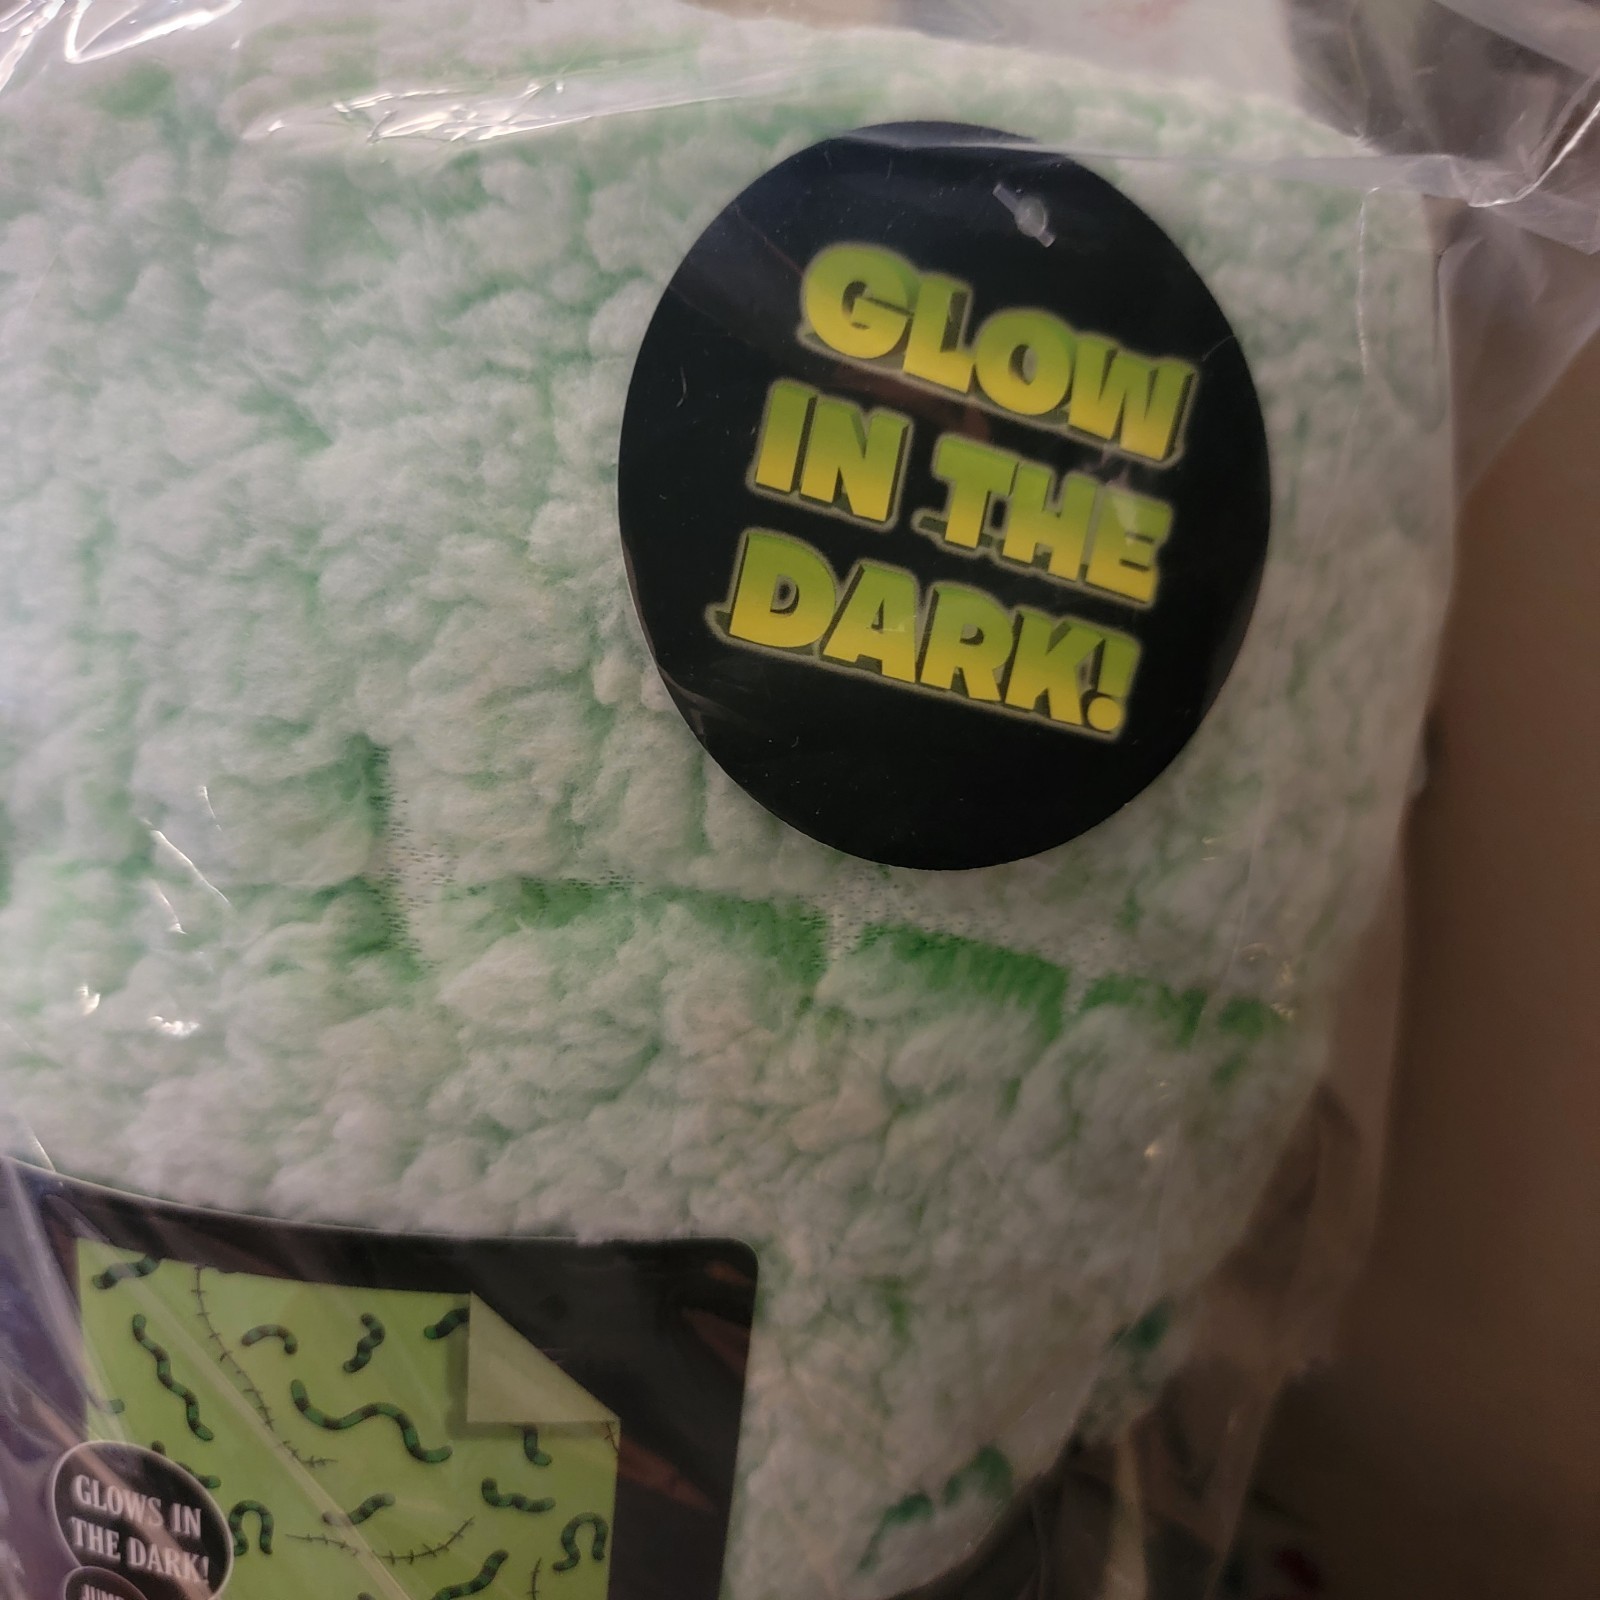 GLOW
IN THE
DARK!
GLOWS IN
THE DARK!